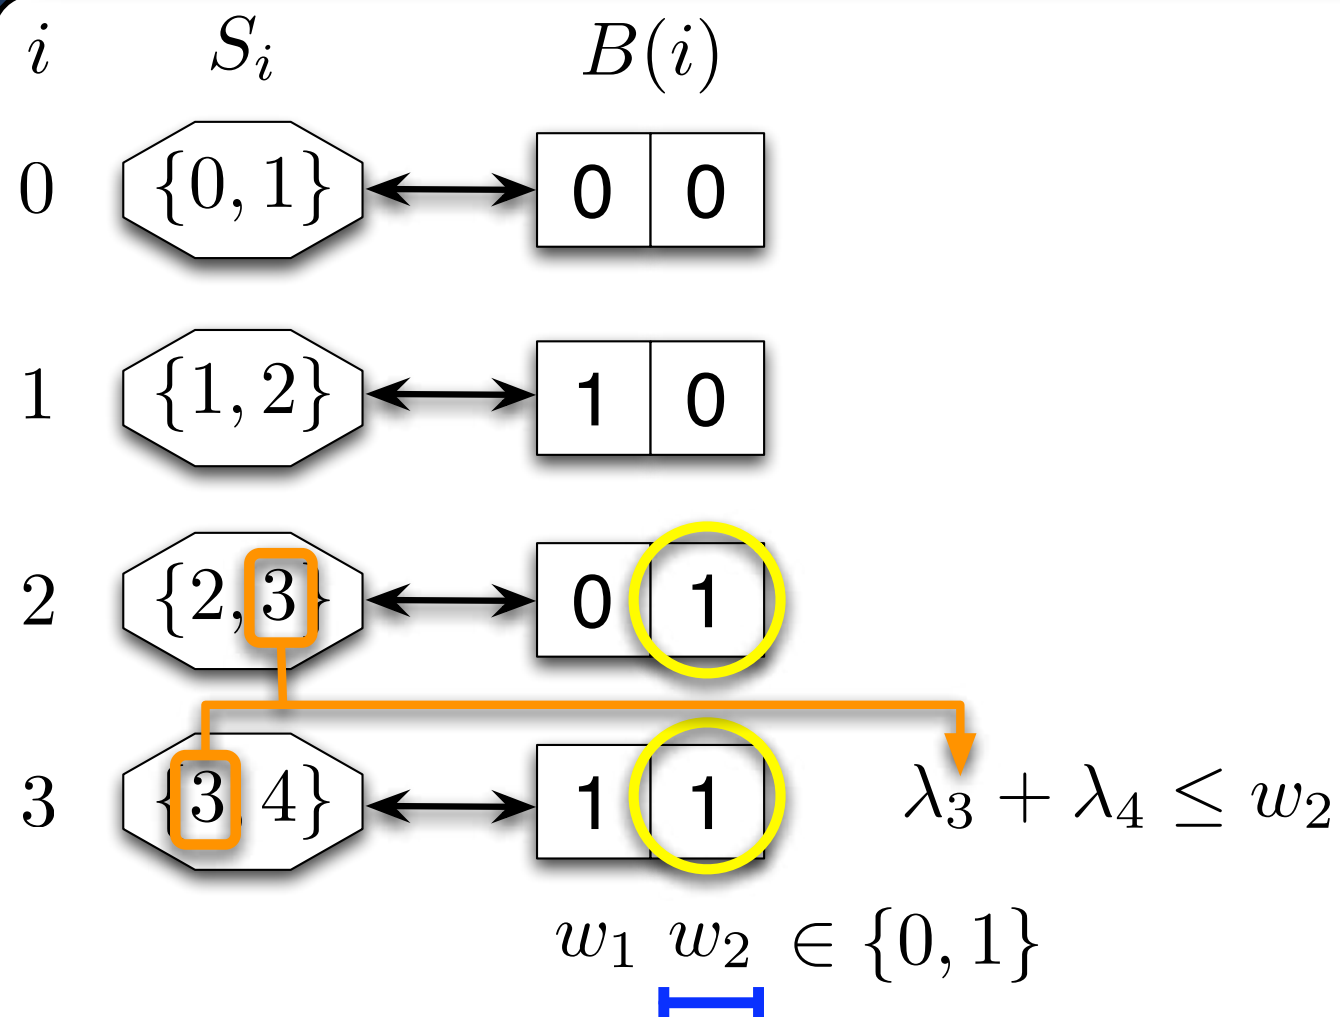 i S_i B(i)
0 {0, 1} 0 0
1 {1, 2} 1 0
2 {2, 3} 0 1
3 {3, 4} 1 1 λ_3 + λ_4 ≤ w_2
w_1 w_2 ∈ {0, 1}